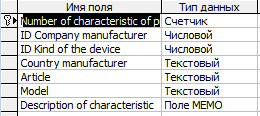 Имя поля Тип данных
Number of characteristic of p Счетчик
ID Company manufacturer Числовой
ID Kind of the device Числовой
Country manufacturer Текстовый
Article Текстовый
Model Текстовый
Description of characteristic Поле МЕМО